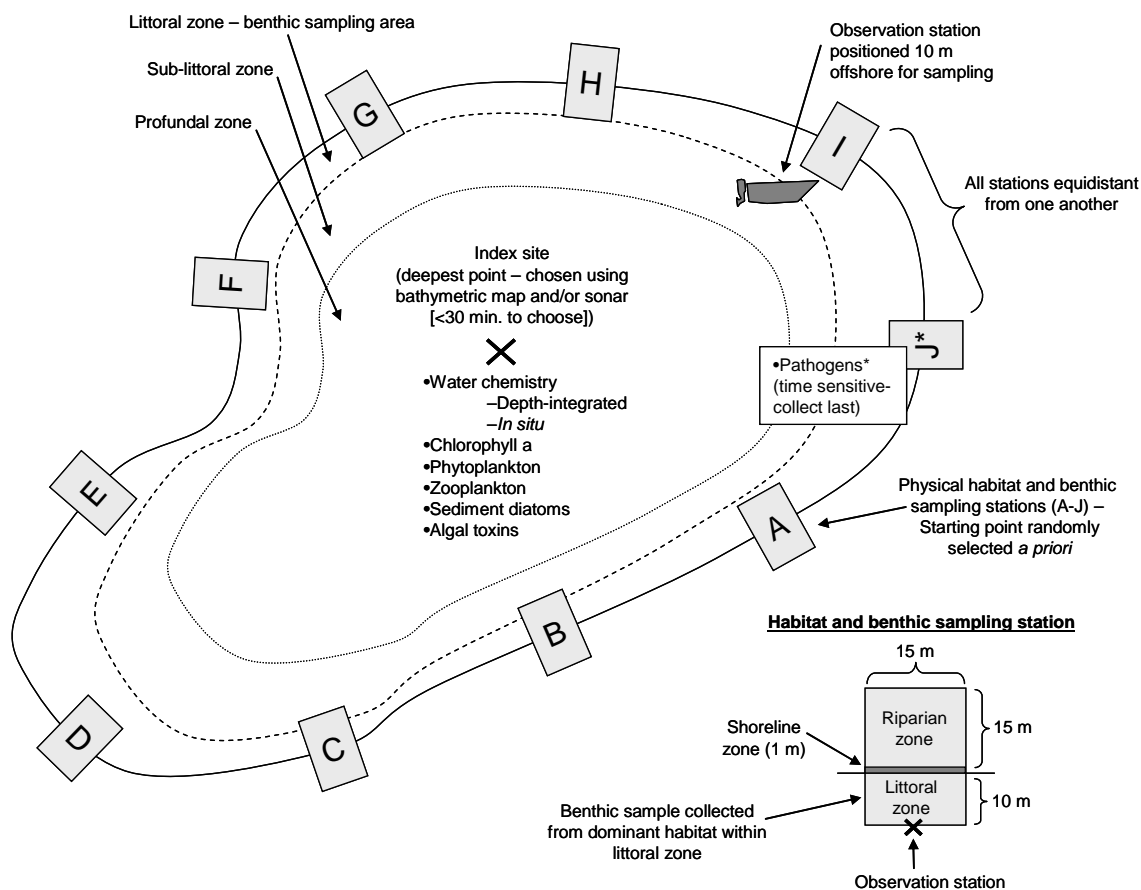 Littoral zone – benthic sampling area
Sub-littoral zone
Profundal zone
Observation station
positioned 10 m
offshore for sampling
G
H
I
All stations equidistant
from one another
F
Index site
(deepest point – chosen using
bathymetric map and/or sonar
[<30 min. to choose])
•Water chemistry
–Depth-integrated
–In situ
•Chlorophyll a
•Phytoplankton
•Zooplankton
•Sediment diatoms
•Algal toxins
J*
•Pathogens*
(time sensitive-
collect last)
E
A
Physical habitat and benthic
sampling stations (A-J) –
Starting point randomly
selected a priori
B
C
D
Habitat and benthic sampling station
15 m
Riparian
zone
15 m
Shoreline
zone (1 m)
Littoral
zone
10 m
Benthic sample collected
from dominant habitat within
littoral zone
Observation station